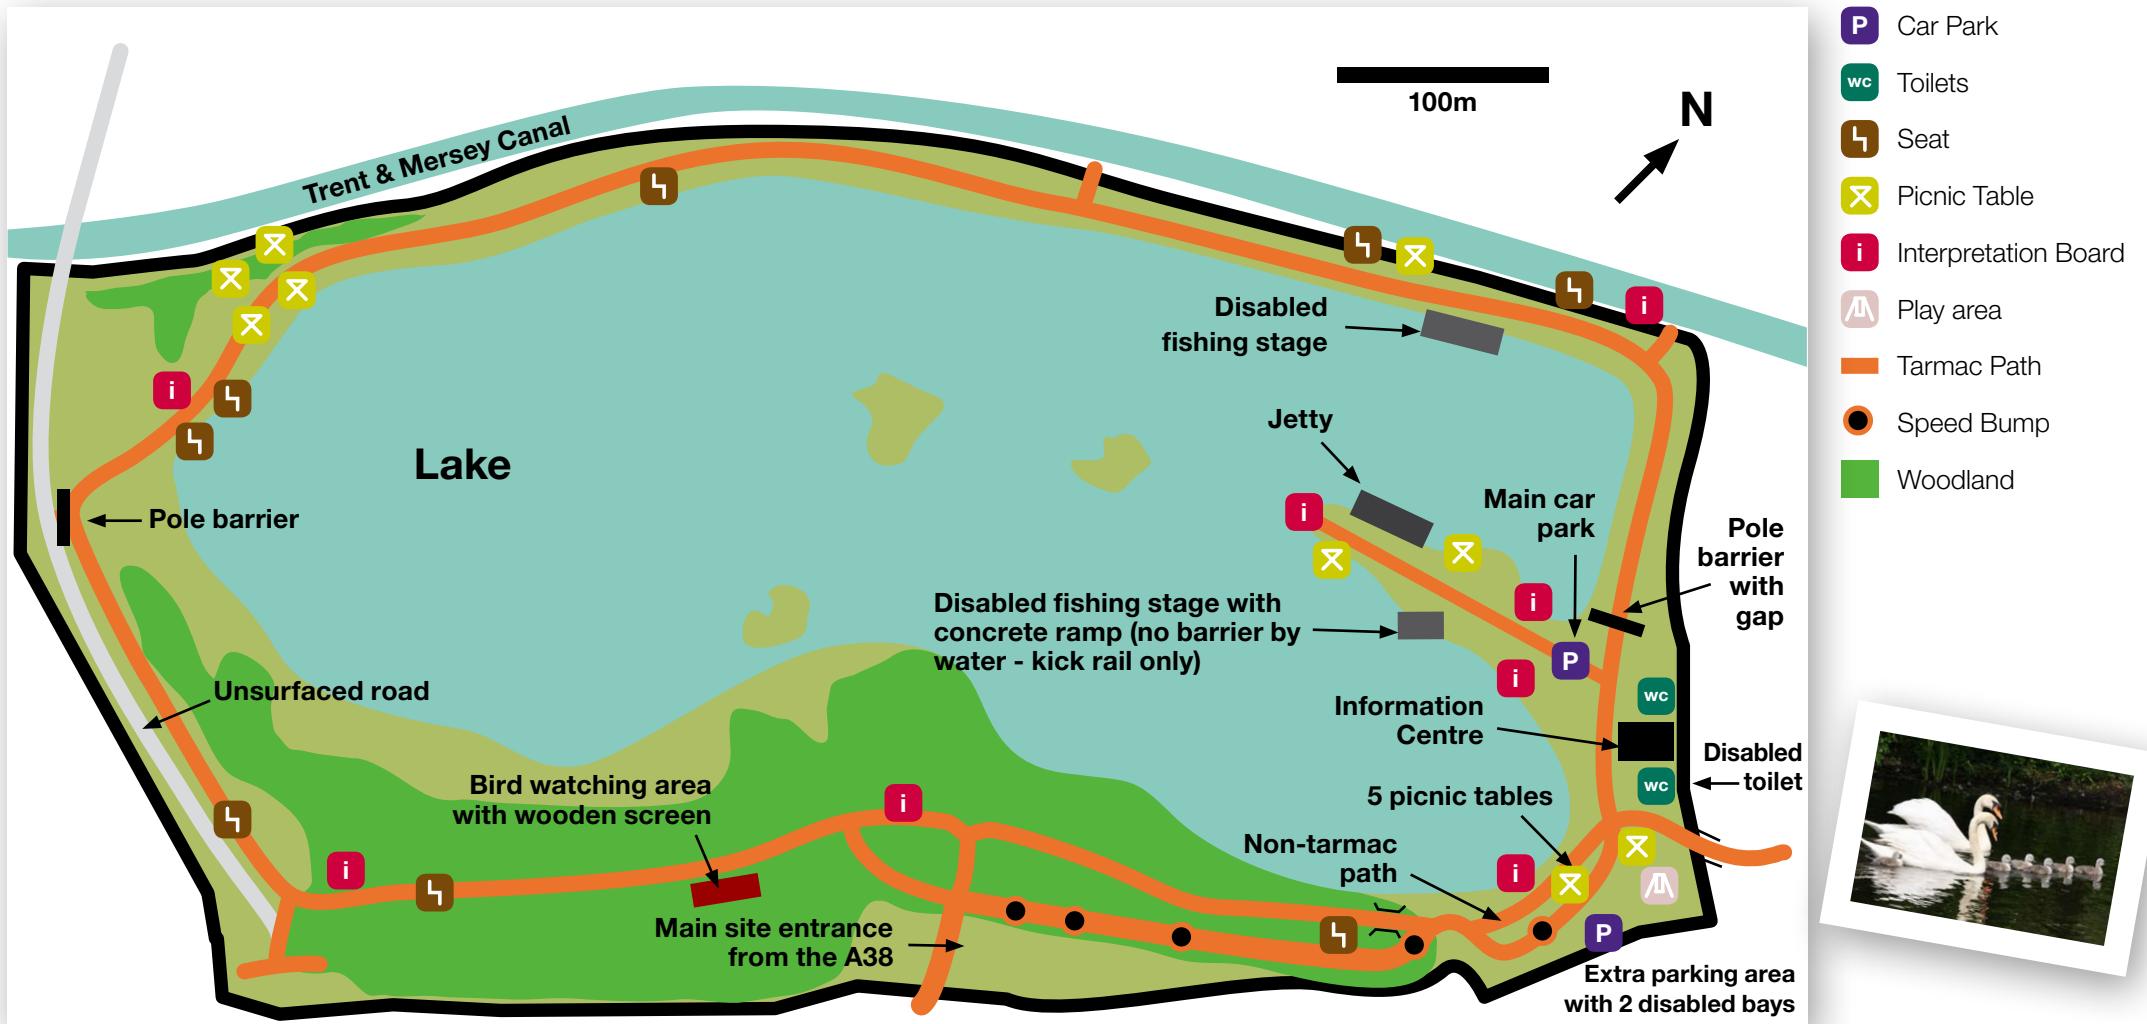 Trent & Mersey Canal
100m
N
Disabled
fishing stage
Jetty
Lake
Main car
park
Pole barrier
Pole
barrier
with
gap
Disabled fishing stage with
concrete ramp (no barrier by
water - kick rail only)
Unsurfaced road
Information
Centre
Disabled
toilet
Bird watching area
with wooden screen
5 picnic tables
Non-tarmac
path
Main site entrance
from the A38
Extra parking area
with 2 disabled bays
i
i
i
i
i
i
i
i
P
P
wc
wc
P Car Park
wc Toilets
Seat
Picnic Table
i Interpretation Board
Play area
Tarmac Path
Speed Bump
Woodland